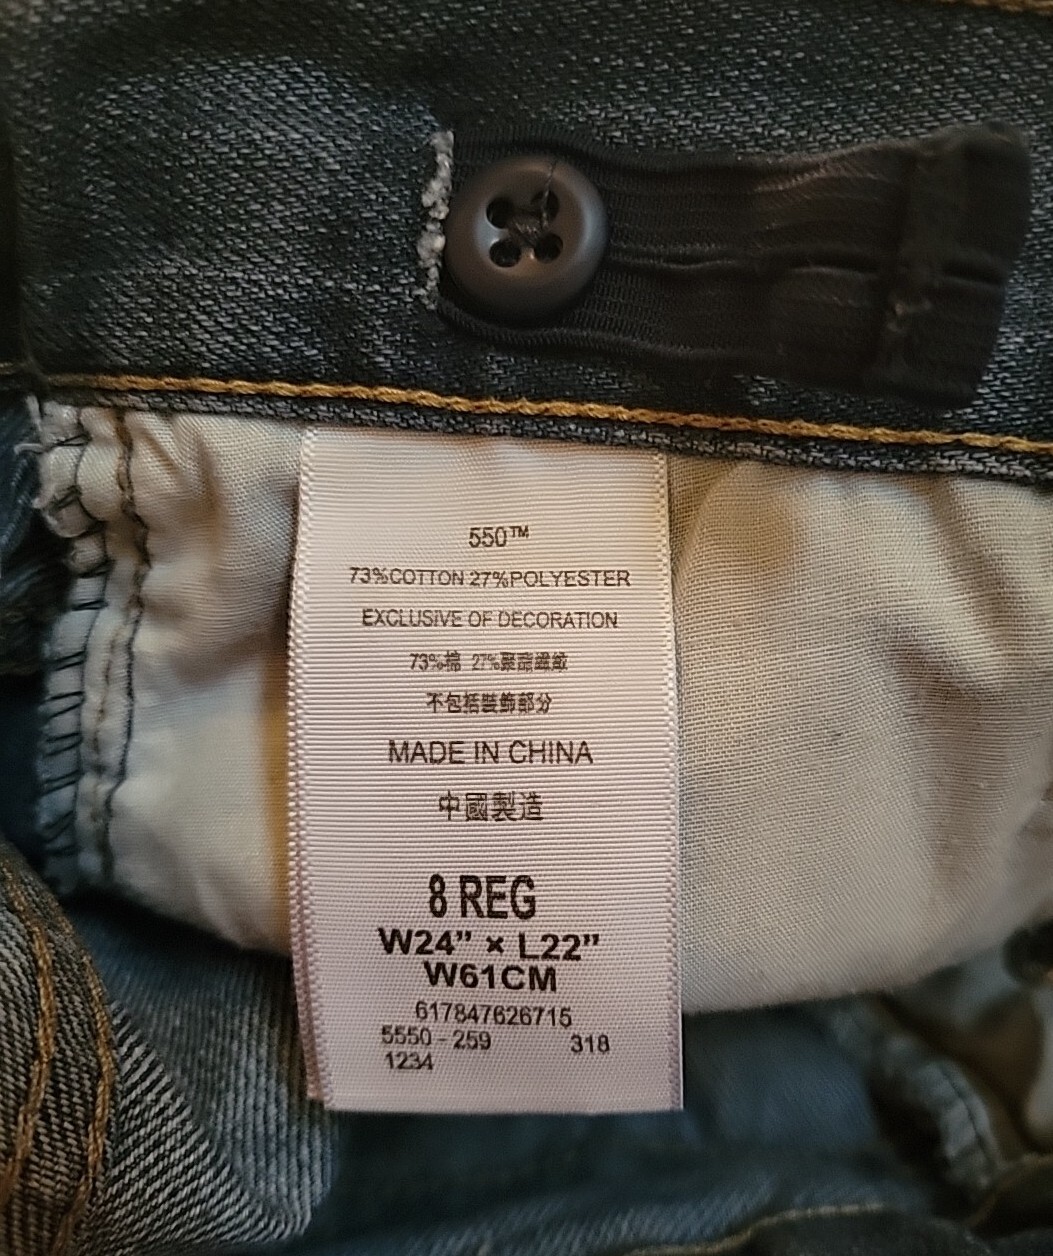 550™
73%COTTON 27%POLYESTER
EXCLUSIVE OF DECORATION
73%棉 27%聚酯纖維
不包括裝飾部分
MADE IN CHINA
中國製造
8 REG
W24” × L22”
W61CM
617847626715
5550 - 259 318
1234